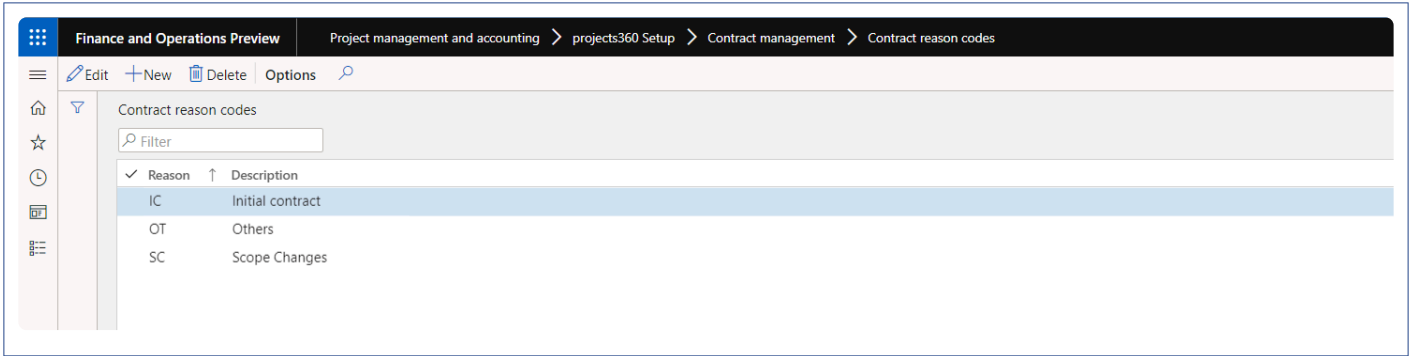 Finance and Operations Preview Project management and accounting projects360 Setup Contract management Contract reason codes
Edit New Delete Options
Contract reason codes
Filter
Reason Description
IC Initial contract
OT Others
SC Scope Changes